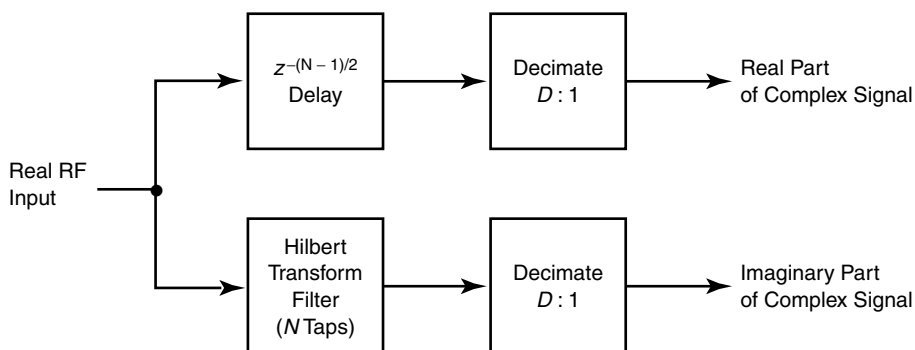 z–(N – 1)/2
Delay
Decimate
D : 1
Real Part
of Complex Signal
Real RF
Input
Hilbert
Transform
Filter
(N Taps)
Decimate
D : 1
Imaginary Part
of Complex Signal